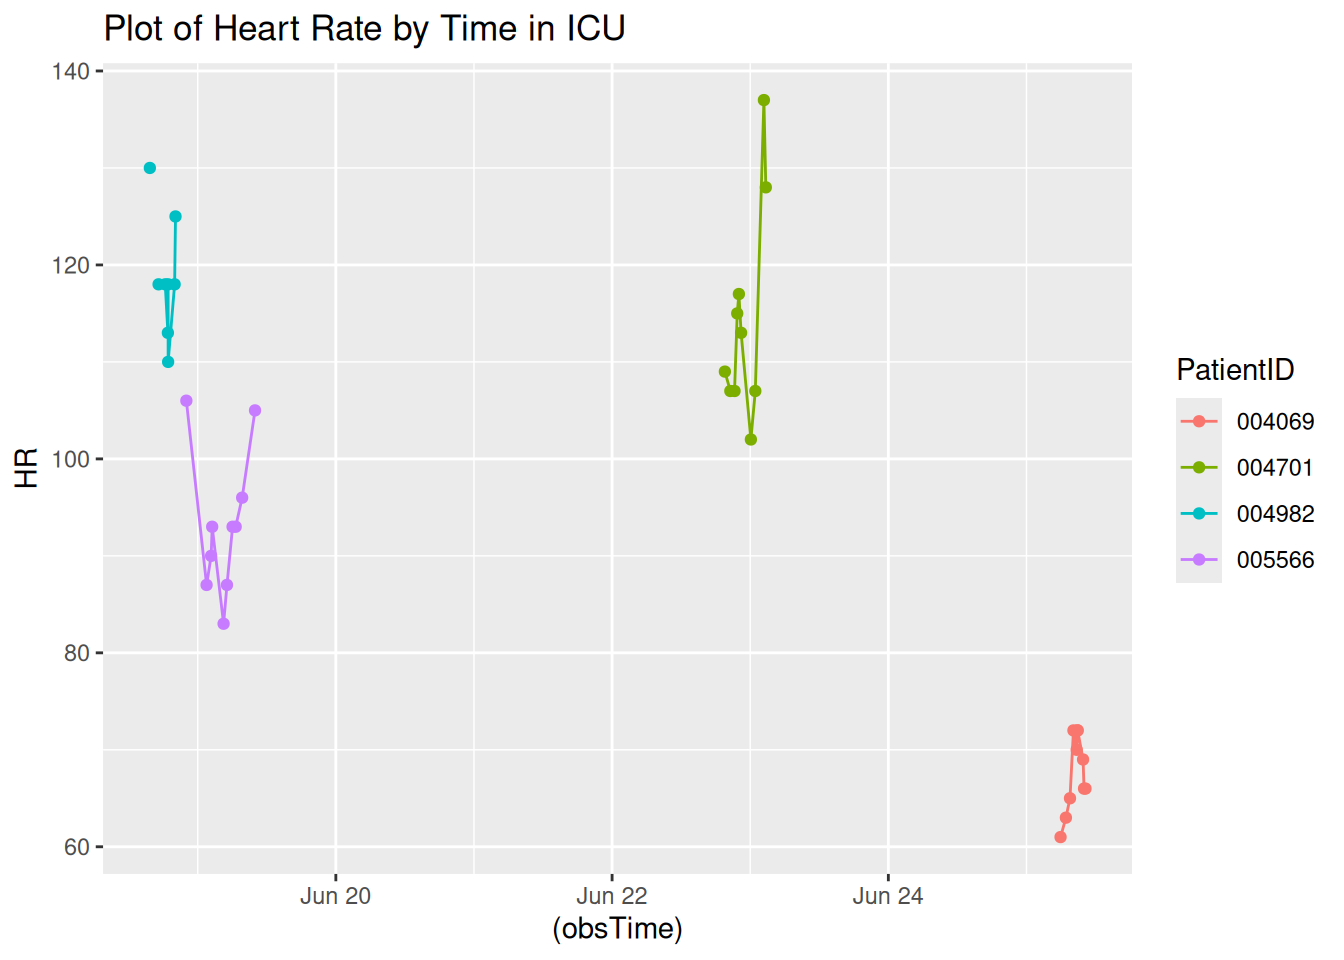 Plot of Heart Rate by Time in ICU
140
120
100
80
60
HR
Jun 20
Jun 22
Jun 24
(obsTime)
PatientID
004069
004701
004982
005566